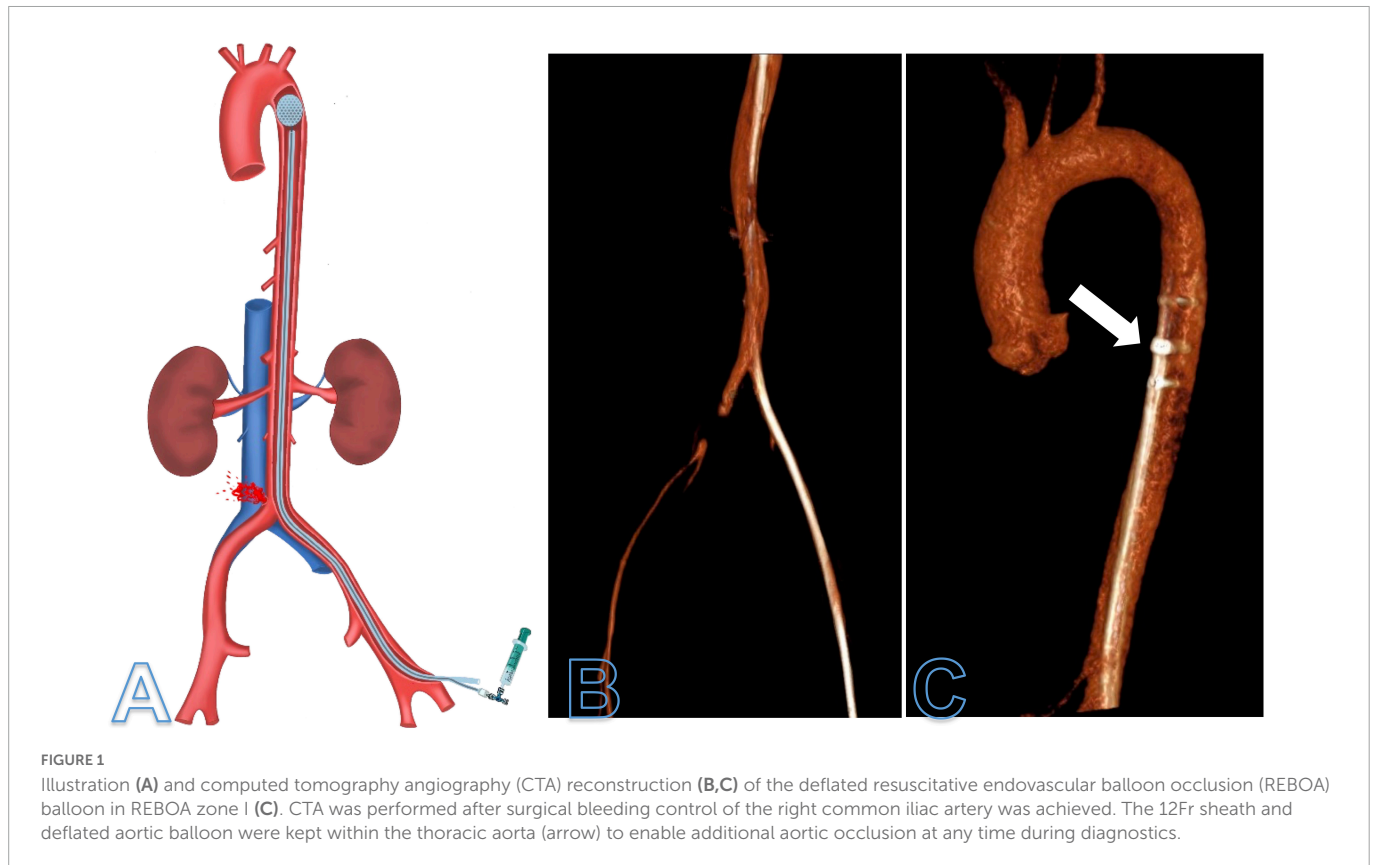 A
B
C
FIGURE 1
Illustration (A) and computed tomography angiography (CTA) reconstruction (B,C) of the deflated resuscitative endovascular balloon occlusion (REBOA)
balloon in REBOA zone I (C). CTA was performed after surgical bleeding control of the right common iliac artery was achieved. The 12Fr sheath and
deflated aortic balloon were kept within the thoracic aorta (arrow) to enable additional aortic occlusion at any time during diagnostics.